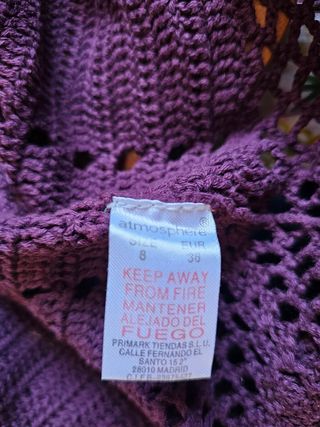 atmosphere®
SIZE EUR
8 36
KEEP AWAY
FROM FIRE
MANTENER
ALEJADO DEL
FUEGO
PRIMARK TIENDAS S.L.U.
CALLE FERNANDO EL
SANTO 15 2°
28010 MADRID